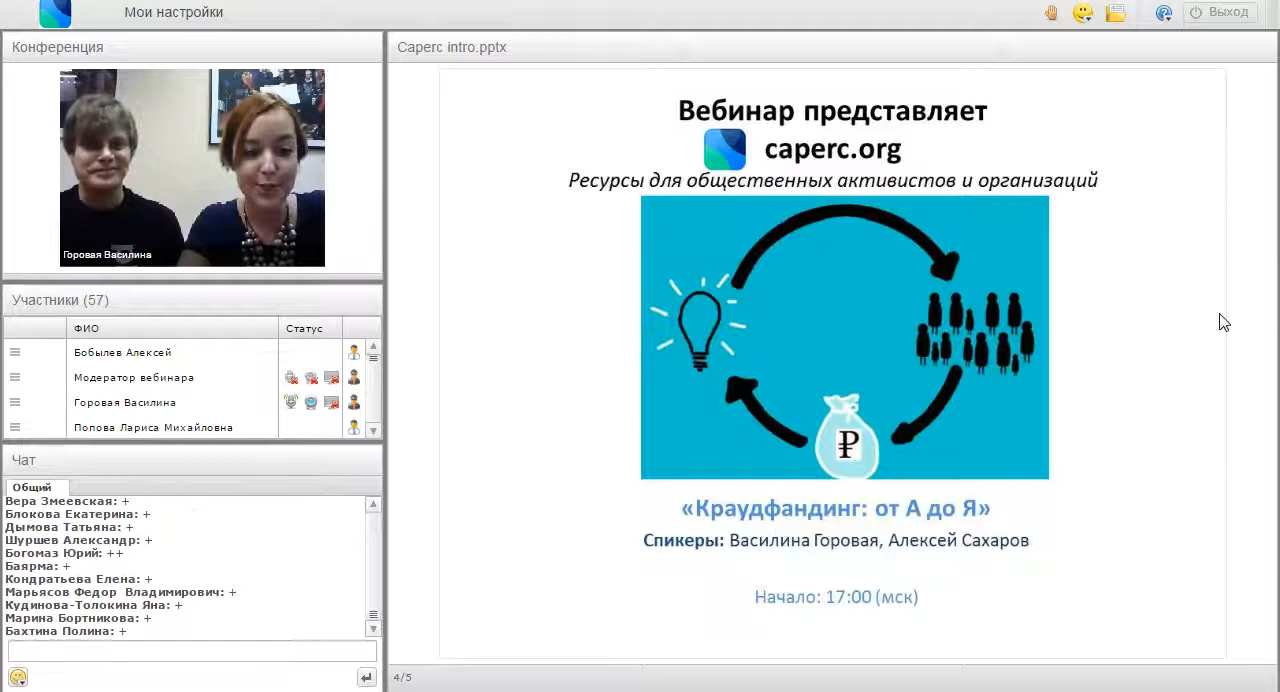 Мои настройки
Выход
Конференция
Горовая Василина
Участники (57)
ФИО
Статус
Бобылев Алексей
Модератор вебинара
Горовая Василина
Попова Лариса Михайловна
Чат
Общий
Вера Змеевская: +
Блокова Екатерина: +
Дымова Татьяна: +
Шуршев Александр: +
Богомаз Юрий: ++
Баярма: +
Кондратьева Елена: +
Марьясов Федор Владимирович: +
Кудинова-Толокина Яна: +
Марина Бортникова: +
Бахтина Полина: +
Caperc intro.pptx
Вебинар представляет
caperc.org
Ресурсы для общественных активистов и организаций
₽
«Краудфандинг: от А до Я»
Спикеры: Василина Горовая, Алексей Сахаров
Начало: 17:00 (мск)
4/5